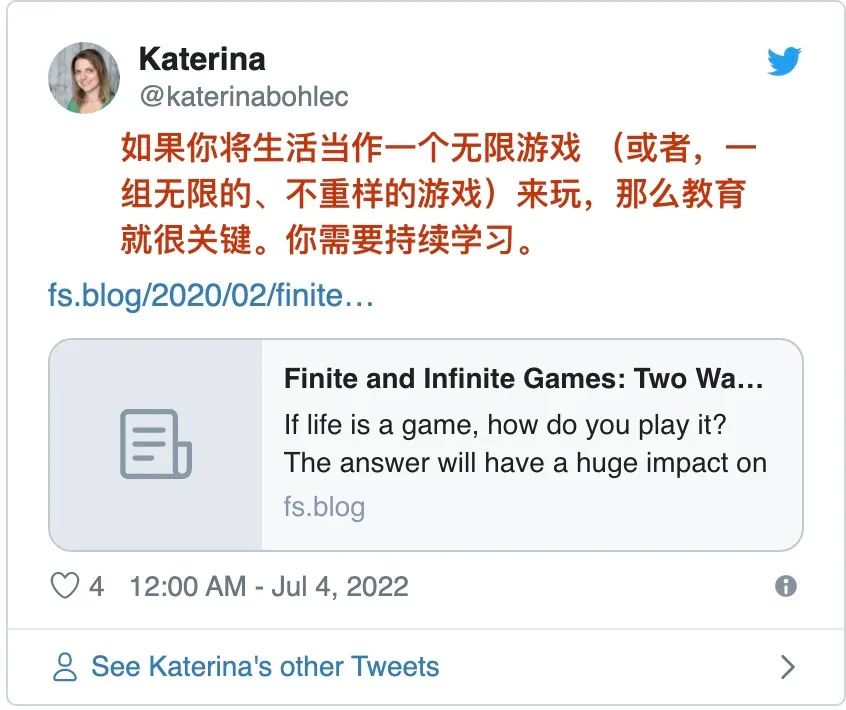 Katerina
@katerinabohlec
如果你将生活当作一个无限游戏 （或者，一
组无限的、不重样的游戏）来玩，那么教育
就很关键。你需要持续学习。
fs.blog/2020/02/finite…
Finite and Infinite Games: Two Wa…
If life is a game, how do you play it?
The answer will have a huge impact on
fs.blog
4 12:00 AM - Jul 4, 2022
See Katerina's other Tweets